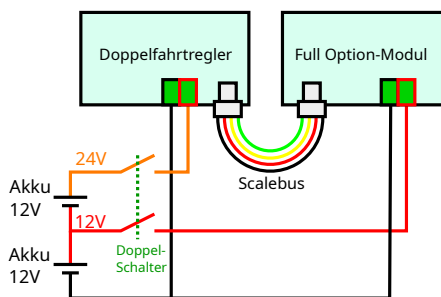 Doppelfahrtregler
Full Option-Modul
Scalebus
24V
Akku
12V
12V
Doppel-
Schalter
Akku
12V